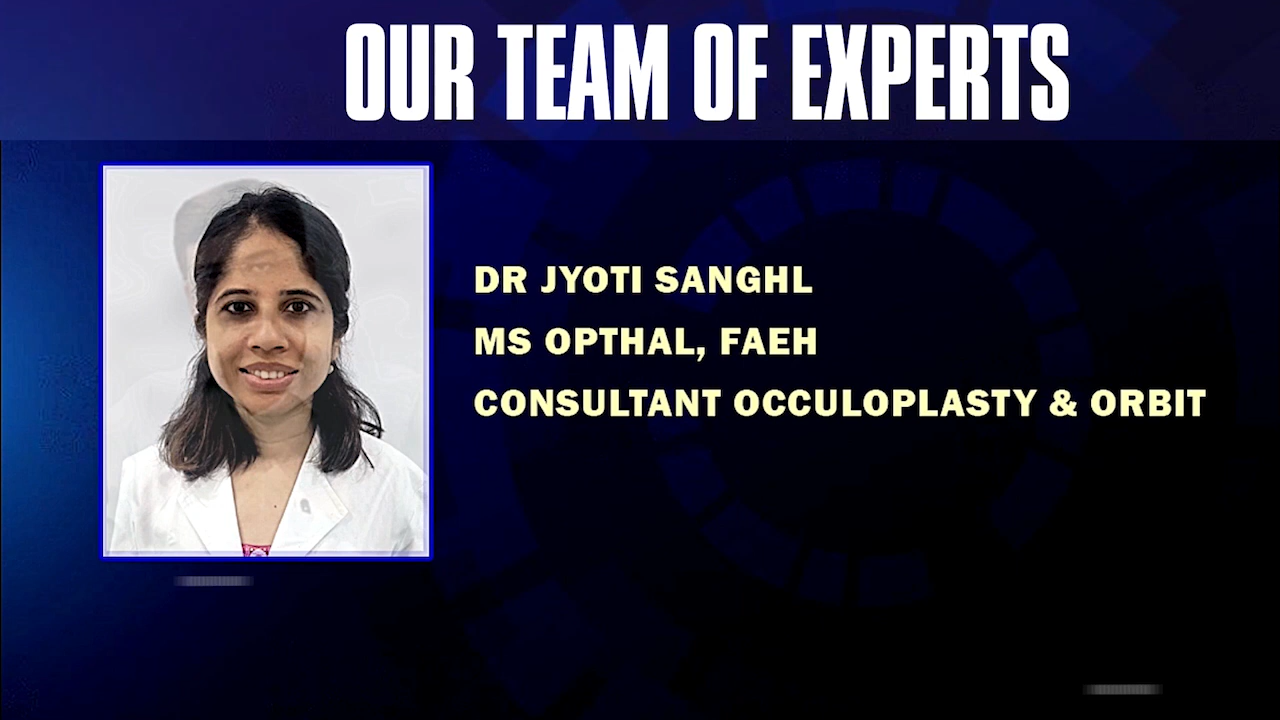 OUR TEAM OF EXPERTS
DR JYOTI SANGHL
MS OPTHAL, FAEH
CONSULTANT OCCULOPLASTY & ORBIT